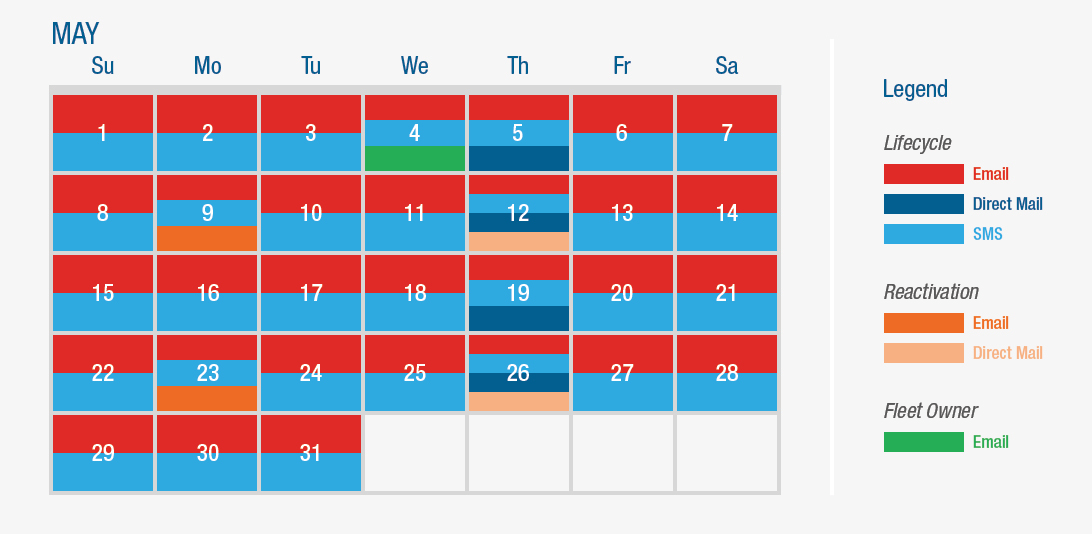 MAY
Su Mo Tu We Th Fr Sa
1 2 3 4 5 6 7
8 9 10 11 12 13 14
15 16 17 18 19 20 21
22 23 24 25 26 27 28
29 30 31
Legend
Lifecycle
Email
Direct Mail
SMS
Reactivation
Email
Direct Mail
Fleet Owner
Email